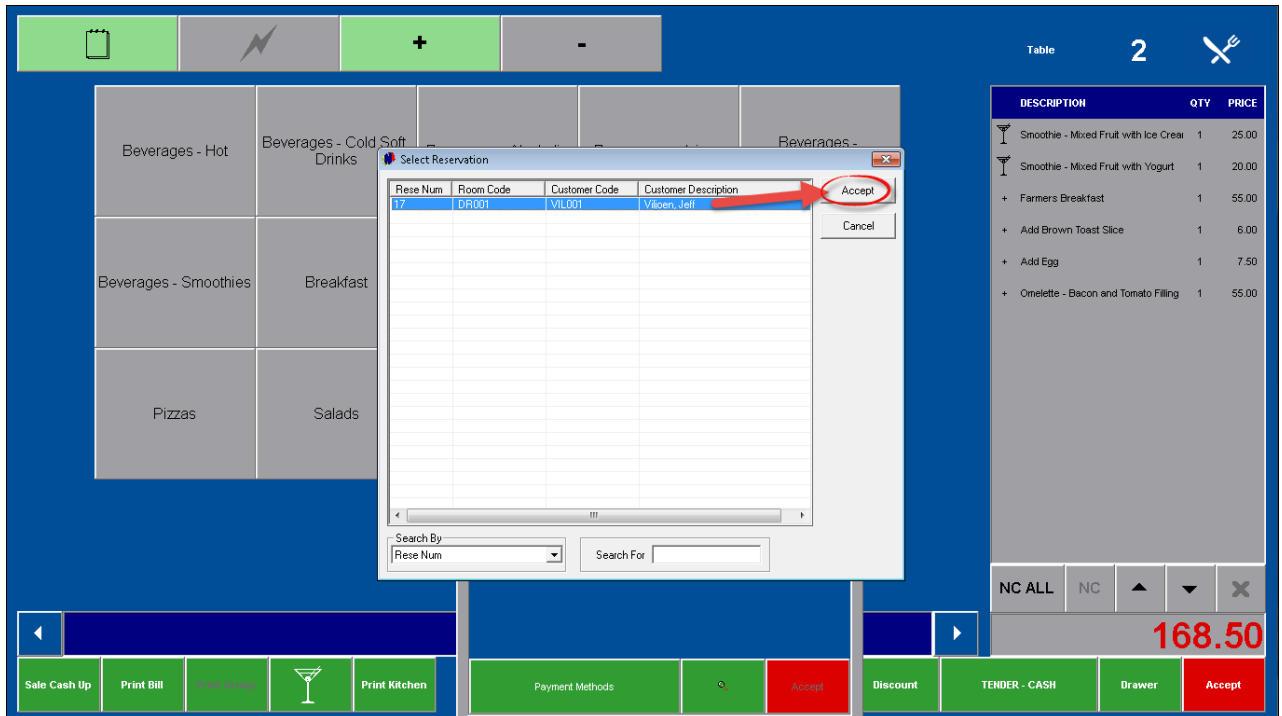 +
-
Table
2
Beverages - Hot
Beverages - Cold Soft
Drinks
Beverages -
Beverages - Smoothies
Breakfast
Pizzas
Salads
Select Reservation
Rese Num
Room Code
Customer Code
Customer Description
17
DR001
VIL001
Viljoen, Jeff
Accept
Cancel
Search By
Rese Num
Search For
DESCRIPTION QTY PRICE
Smoothie - Mixed Fruit with Ice Crea 1 25.00
Smoothie - Mixed Fruit with Yogurt 1 20.00
+ Farmers Breakfast 1 55.00
+ Add Brown Toast Slice 1 6.00
+ Add Egg 1 7.50
+ Omelette - Bacon and Tomato Filling 1 55.00
NC ALL
NC
168.50
Sale Cash Up
Print Bill
Print Kitchen
Payment Methods
Accept
Discount
TENDER - CASH
Drawer
Accept